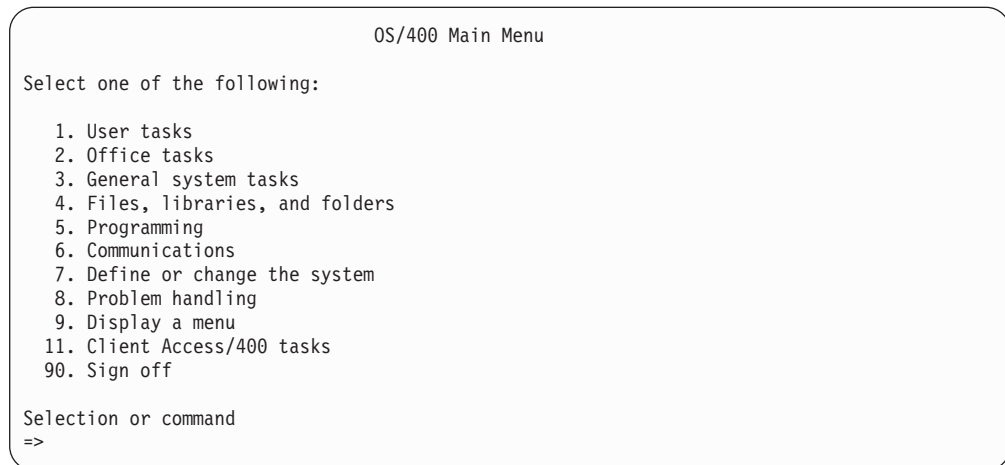 OS/400 Main Menu
Select one of the following:
1. User tasks
2. Office tasks
3. General system tasks
4. Files, libraries, and folders
5. Programming
6. Communications
7. Define or change the system
8. Problem handling
9. Display a menu
11. Client Access/400 tasks
90. Sign off
Selection or command
=>